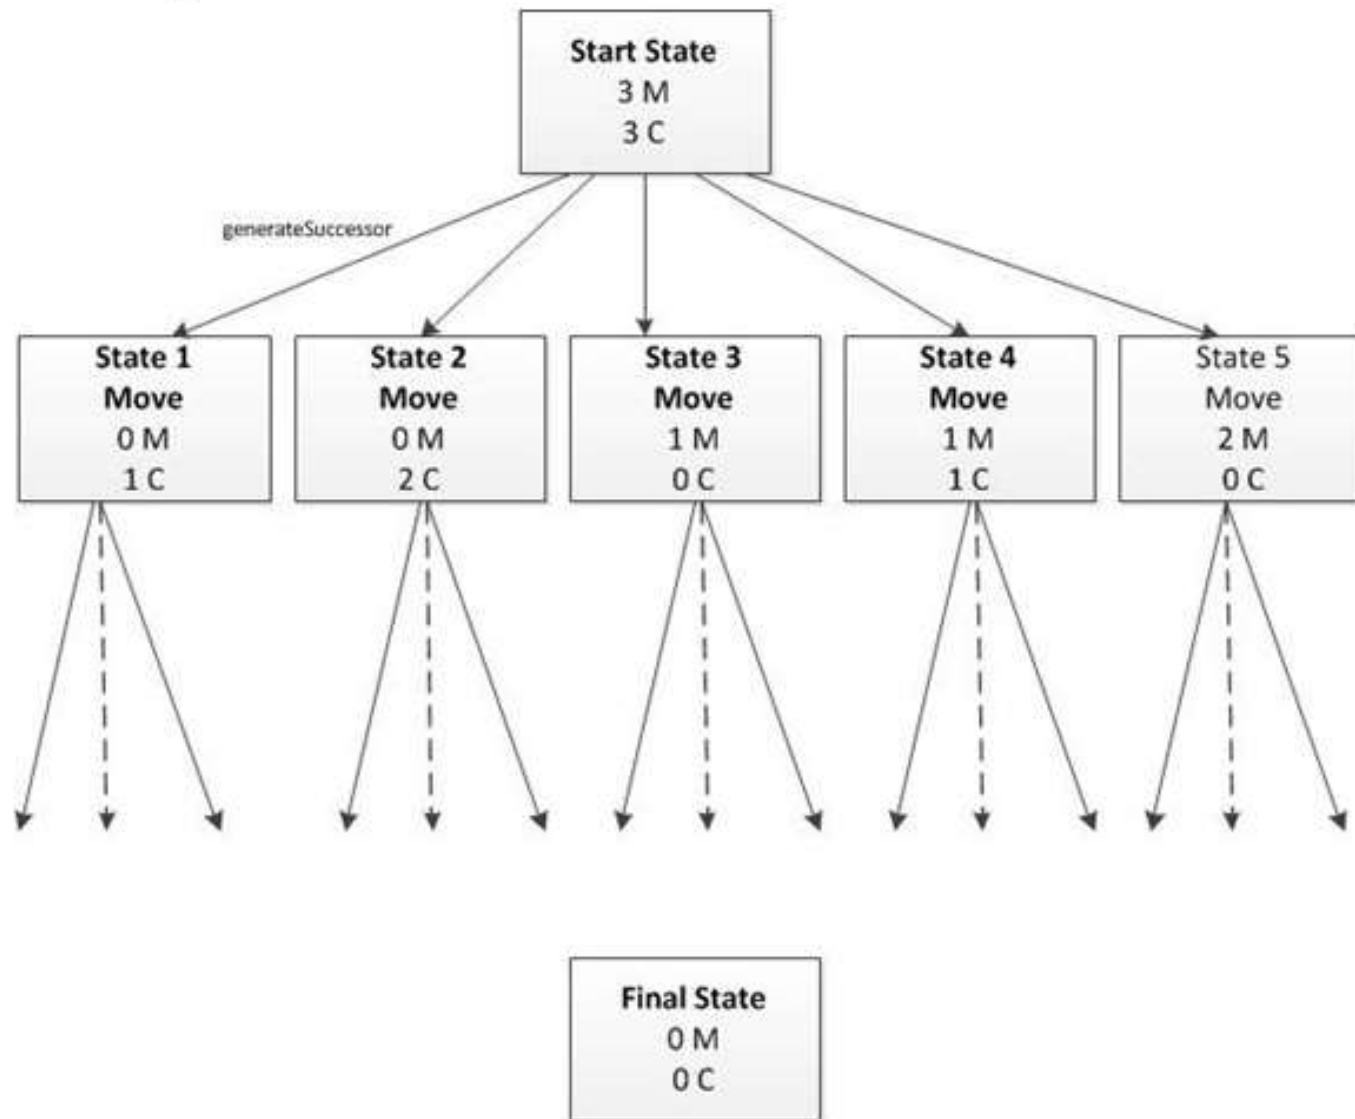 Start State
3 M
3 C
generateSuccessor
State 1
Move
0 M
1 C
State 2
Move
0 M
2 C
State 3
Move
1 M
0 C
State 4
Move
1 M
1 C
State 5
Move
2 M
0 C
Final State
0 M
0 C